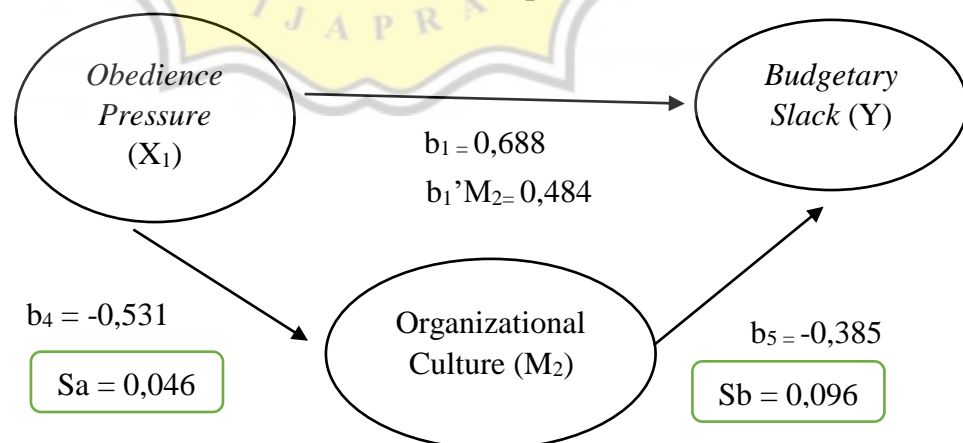 I J A P R A
Obedience
Pressure
(X₁)
Budgetary
Slack (Y)
b₁ = 0,688
b₁’M₂= 0,484
b₄ = -0,531
Sa = 0,046
Organizational
Culture (M₂)
b₅ = -0,385
Sb = 0,096